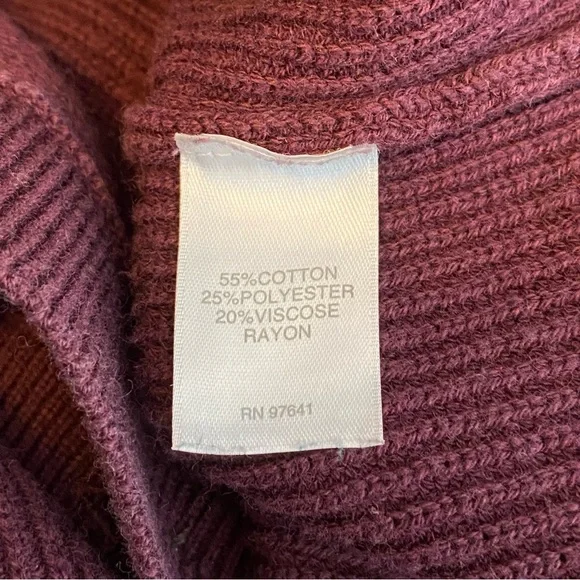 55%COTTON
25%POLYESTER
20%VISCOSE
RAYON
RN 97641